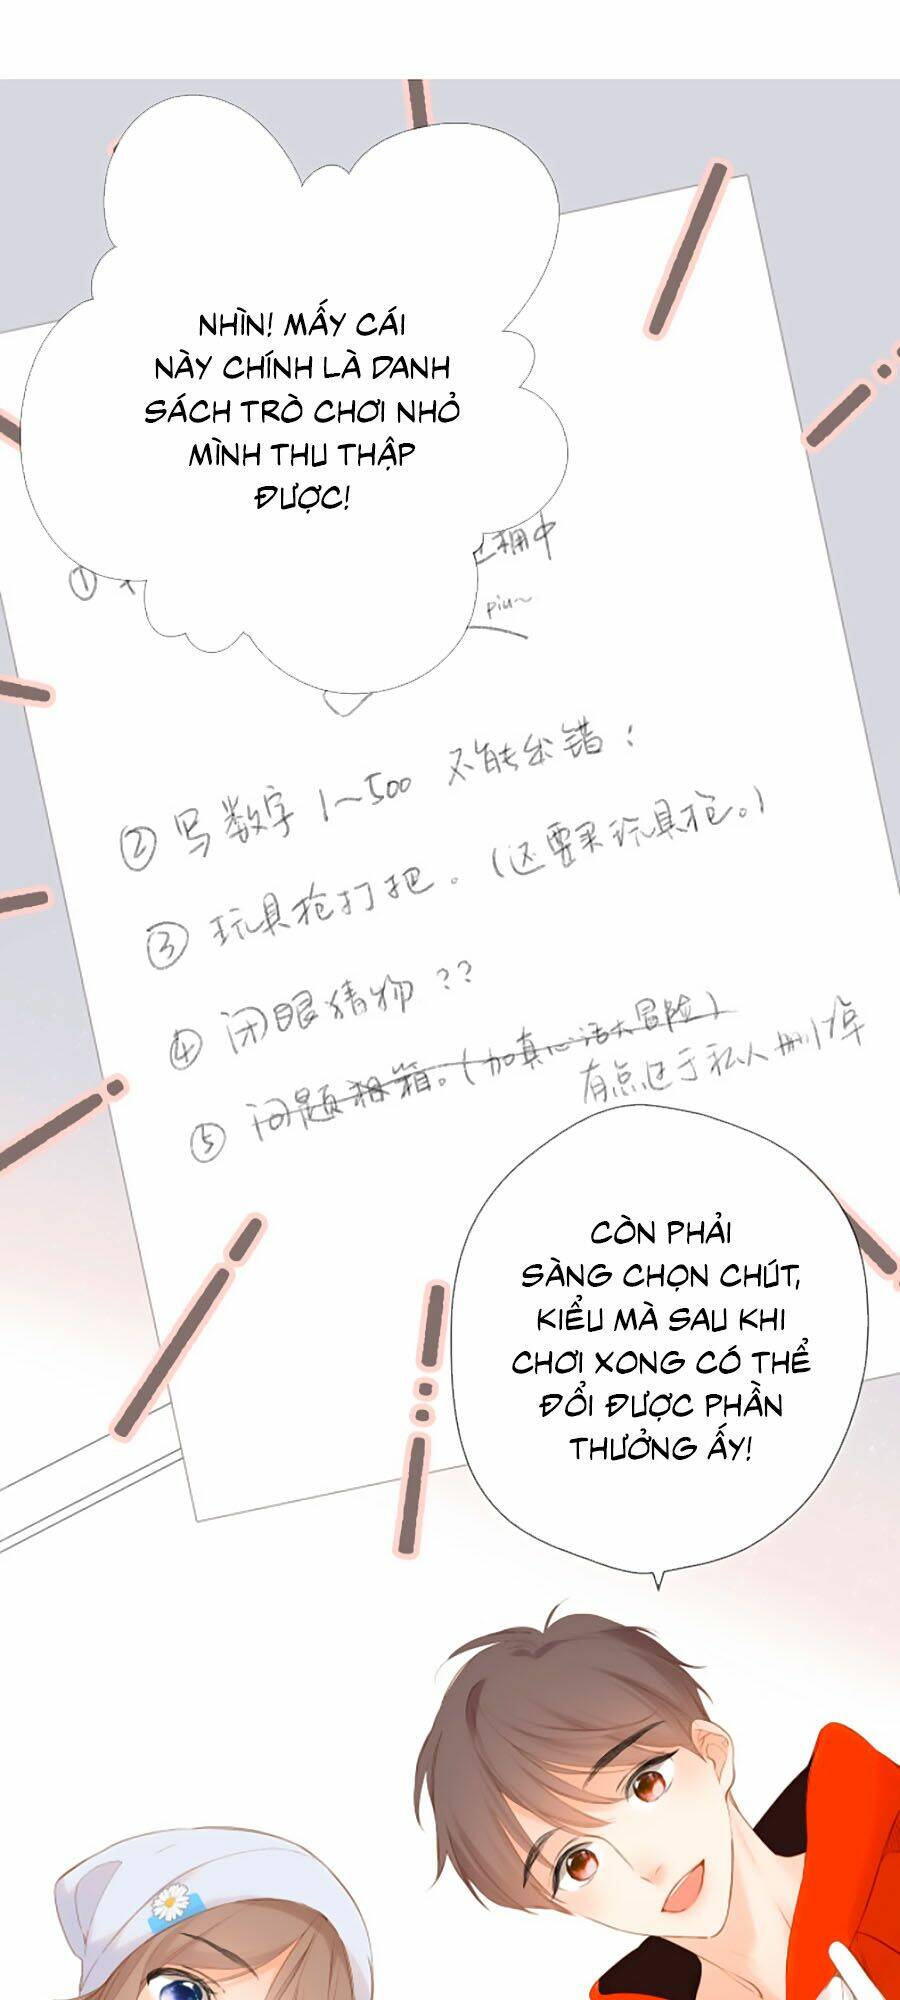 NHÌN! MẤY CÁI
NÀY CHÍNH LÀ DANH
SÁCH TRÒ CHƠI NHỎ
MÌNH THU THẬP
ĐƯỢC!
① 桶中
piu~
② 写数字 1~500 不能出错：
③ 玩具抢打把。(还要买玩具抢。)
④ 闭眼猜物??
⑤ 问题箱。(加真心话大冒险)
有点过于私人删掉
CÒN PHẢI
SÀNG CHỌN CHÚT,
KIỂU MÀ SAU KHI
CHƠI XONG CÓ THỂ
ĐỔI ĐƯỢC PHẦN
THƯỞNG ẤY!